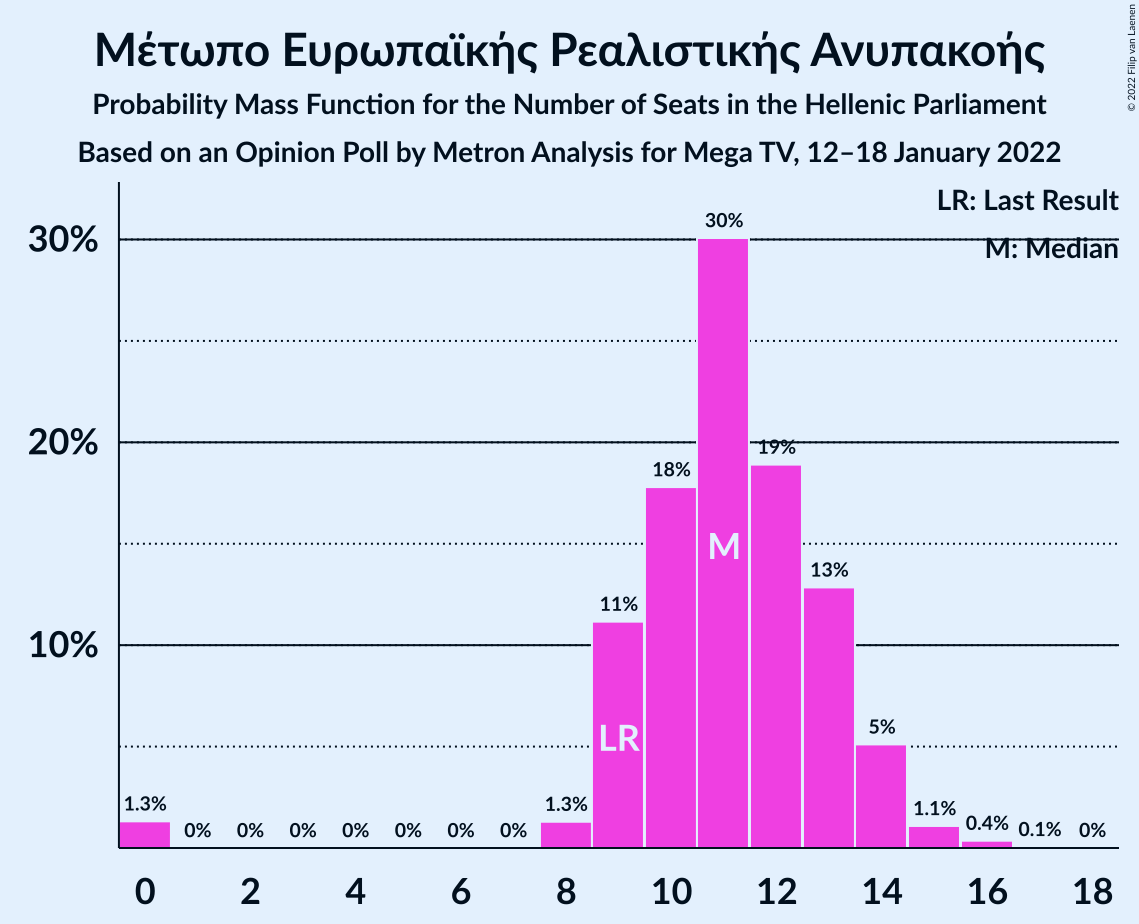 Μέτωπο Ευρωπαϊκής Ρεαλιστικής Ανυπακοής
Probability Mass Function for the Number of Seats in the Hellenic Parliament
Based on an Opinion Poll by Metron Analysis for Mega TV, 12–18 January 2022
© 2022 Filip van Laenen
LR: Last Result
M: Median
30%
20%
10%
1.3% 0% 0% 0% 0% 0% 0% 0% 1.3% 11% 18% 30% 19% 13% 5% 1.1% 0.4% 0.1% 0%
LR
M
0 2 4 6 8 10 12 14 16 18